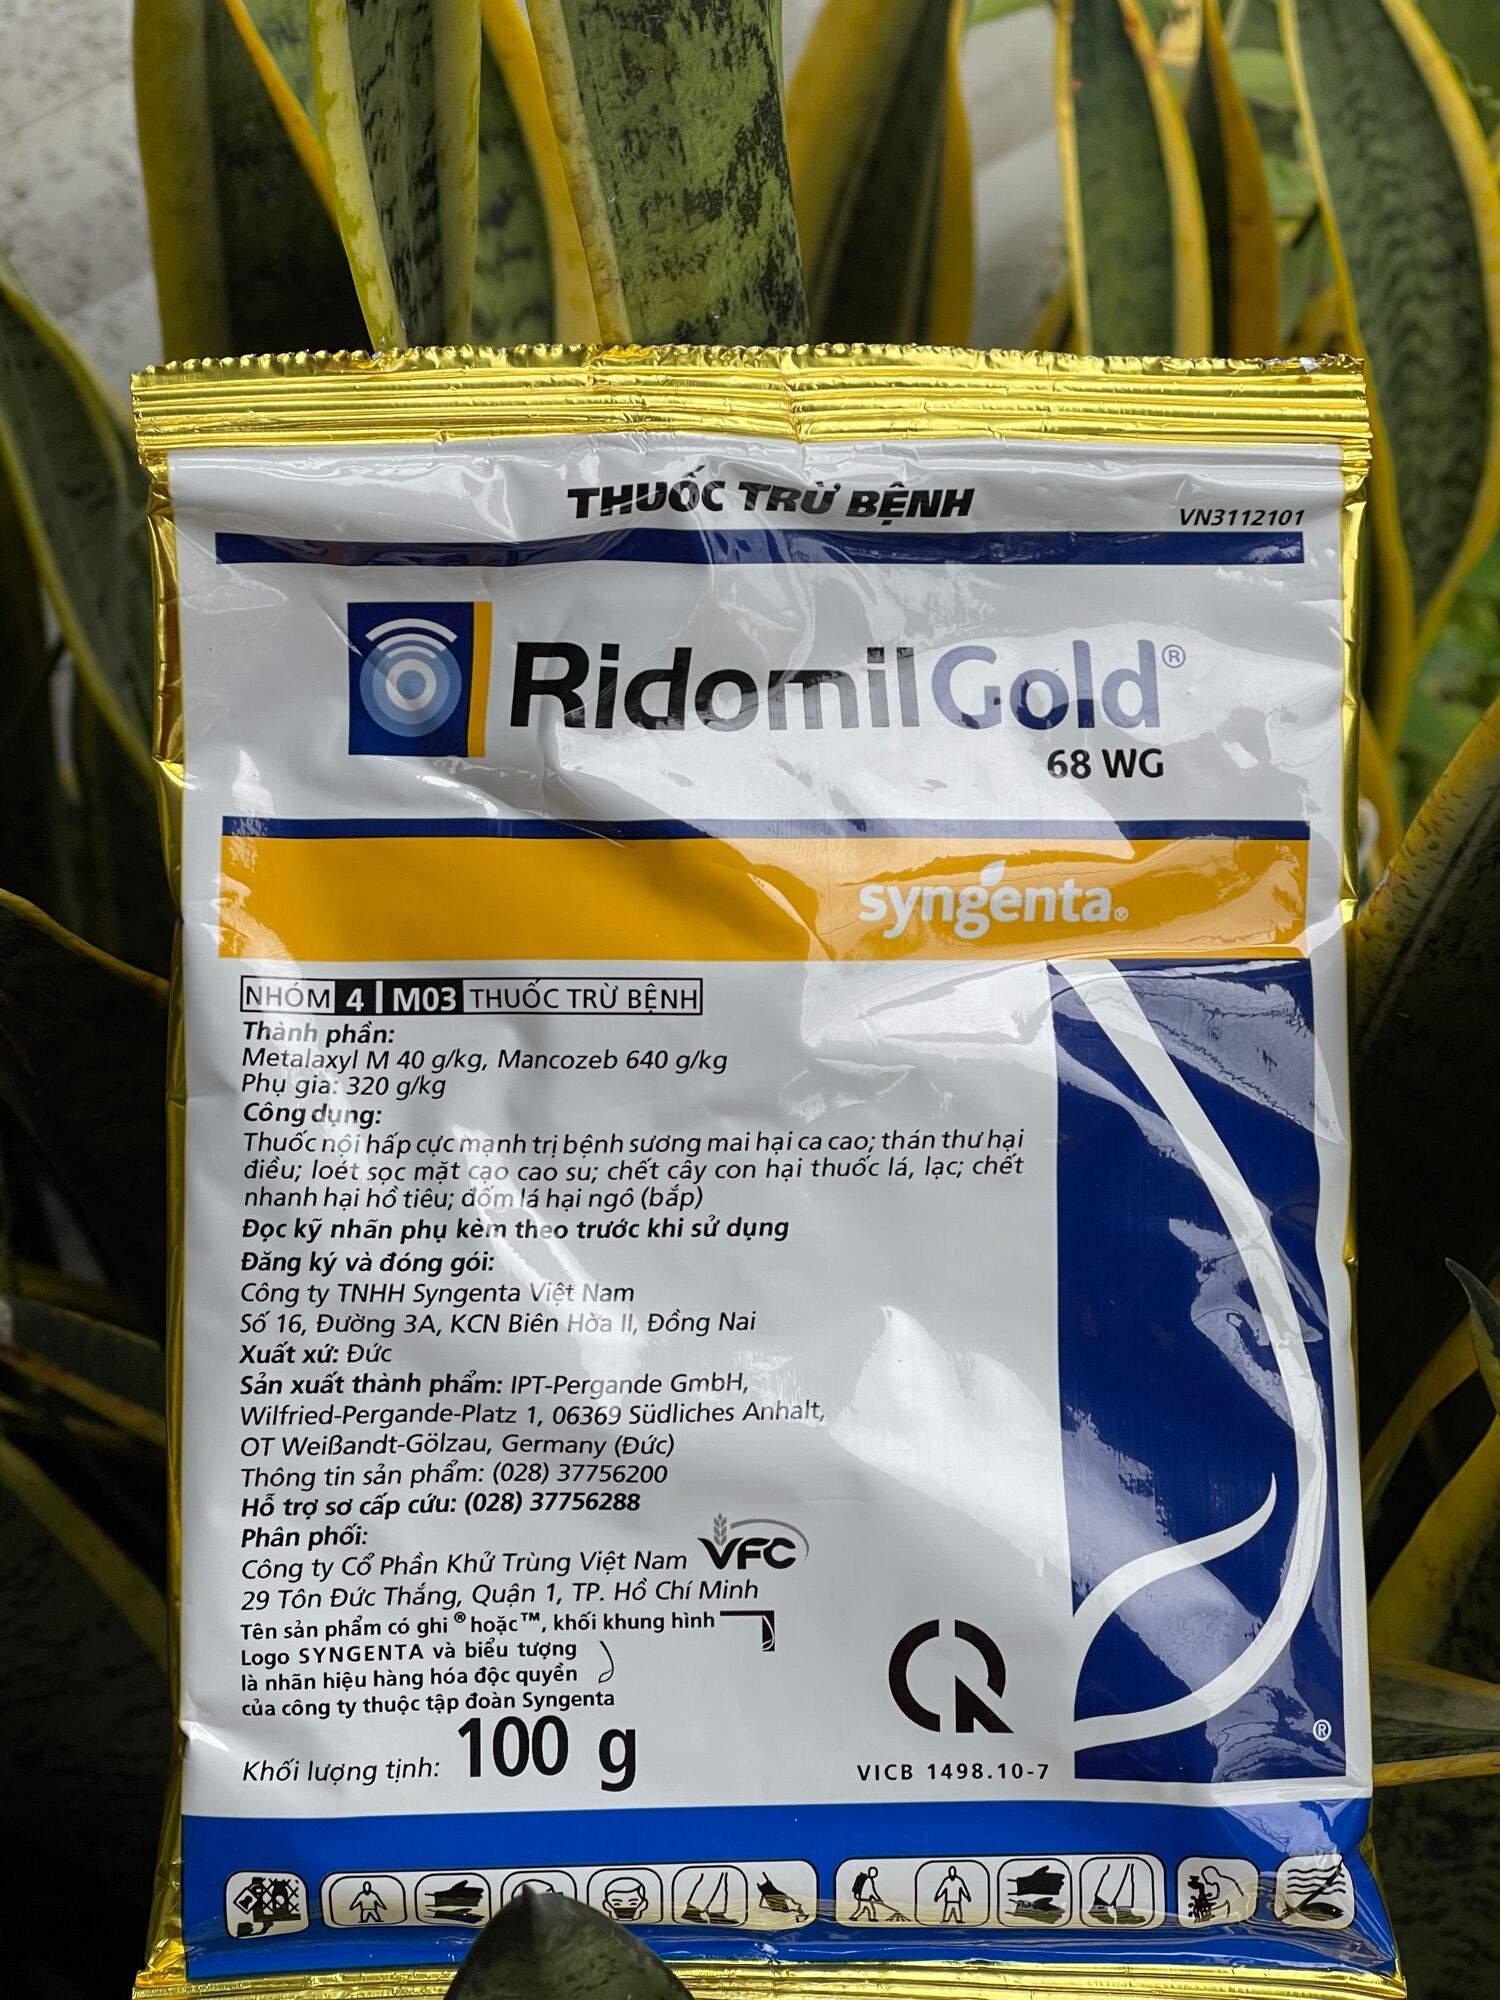 THUỐC TRỪ BỆNH
VN3112101
RidomilGold®
68 WG
syngenta®
NHÓM 4 | M03 THUỐC TRỪ BỆNH
Thành phần:
Metalaxyl M 40 g/kg, Mancozeb 640 g/kg
Phụ gia: 320 g/kg
Công dụng:
Thuốc nội hấp cực mạnh trị bệnh sương mai hại ca cao; thán thư hại
điều; loét sọc mặt cạo cao su; chết cây con hại thuốc lá, lạc; chết
nhanh hại hồ tiêu; đốm lá hại ngô (bắp)
Đọc kỹ nhãn phụ kèm theo trước khi sử dụng
Đăng ký và đóng gói:
Công ty TNHH Syngenta Việt Nam
Số 16, Đường 3A, KCN Biên Hòa II, Đồng Nai
Xuất xứ: Đức
Sản xuất thành phẩm: IPT-Pergande GmbH,
Wilfried-Pergande-Platz 1, 06369 Südliches Anhalt,
OT Weißandt-Gölzau, Germany (Đức)
Thông tin sản phẩm: (028) 37756200
Hỗ trợ sơ cấp cứu: (028) 37756288
Phân phối:
Công ty Cổ Phần Khử Trùng Việt Nam VFC
29 Tôn Đức Thắng, Quận 1, TP. Hồ Chí Minh
Tên sản phẩm có ghi ® hoặc ™, khối khung hình
Logo SYNGENTA và biểu tượng
là nhãn hiệu hàng hóa độc quyền
của công ty thuộc tập đoàn Syngenta
Khối lượng tịnh: 100 g
VICB 1498.10-7
®